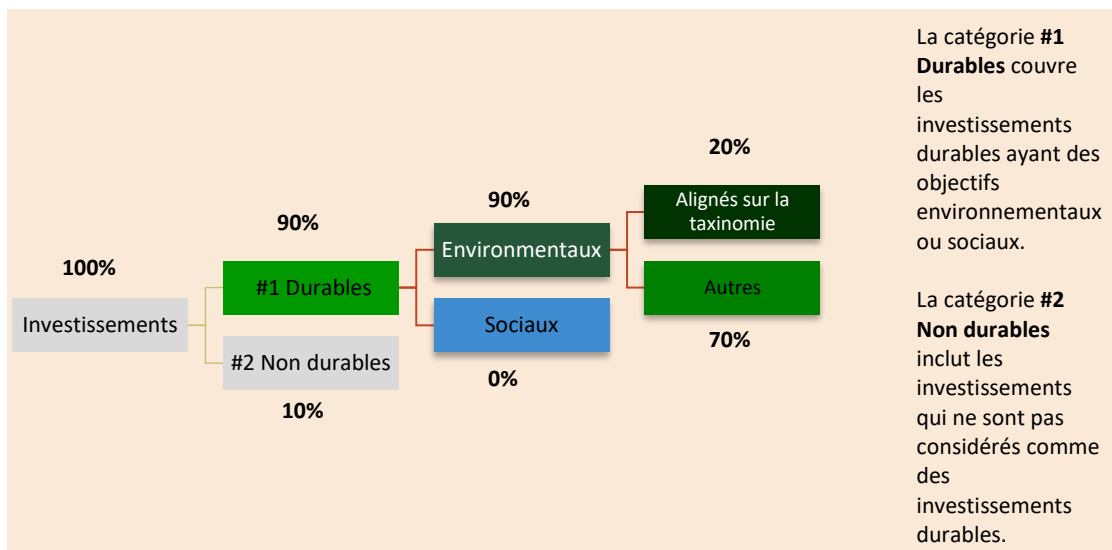 100%
Investissements
90%
#1 Durables
#2 Non durables
10%
90%
Environmentaux
Sociaux
0%
20%
Alignés sur la
taxinomie
Autres
70%
La catégorie #1
Durables couvre
les
investissements
durables ayant des
objectifs
environnementaux
ou sociaux.
La catégorie #2
Non durables
inclut les
investissements
qui ne sont pas
considérés comme
des
investissements
durables.